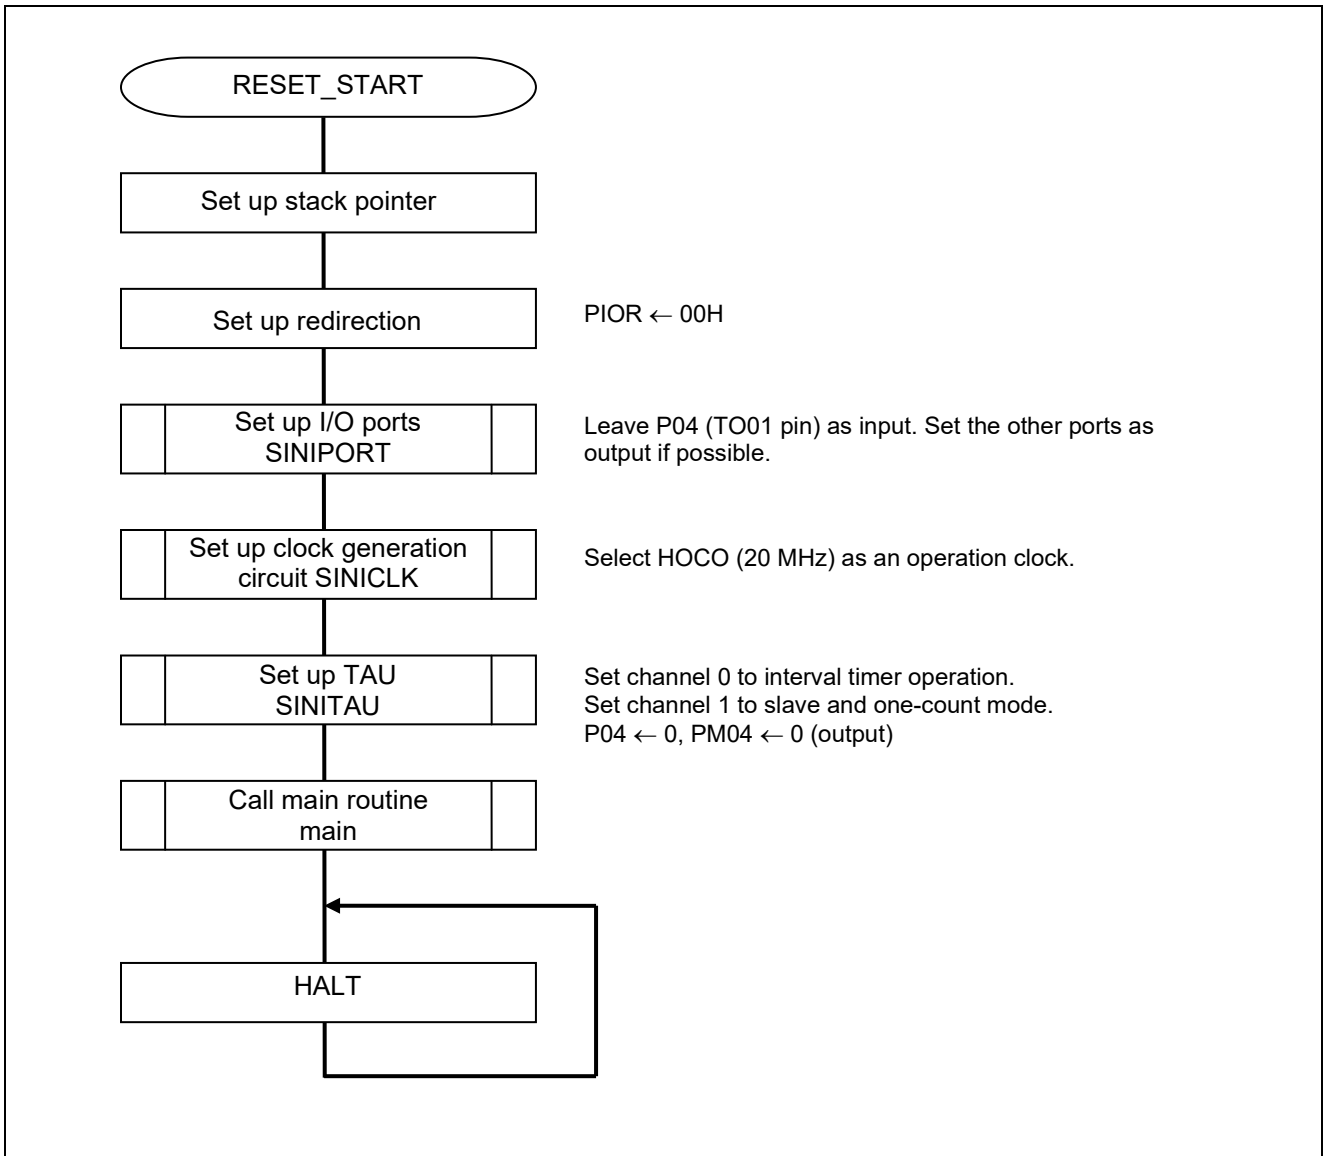 RESET_START
Set up stack pointer
Set up redirection
PIOR ← 00H
Set up I/O ports
SINIPORT
Leave P04 (TO01 pin) as input. Set the other ports as
output if possible.
Set up clock generation
circuit SINICLK
Select HOCO (20 MHz) as an operation clock.
Set up TAU
SINITAU
Set channel 0 to interval timer operation.
Set channel 1 to slave and one-count mode.
P04 ← 0, PM04 ← 0 (output)
Call main routine
main
HALT